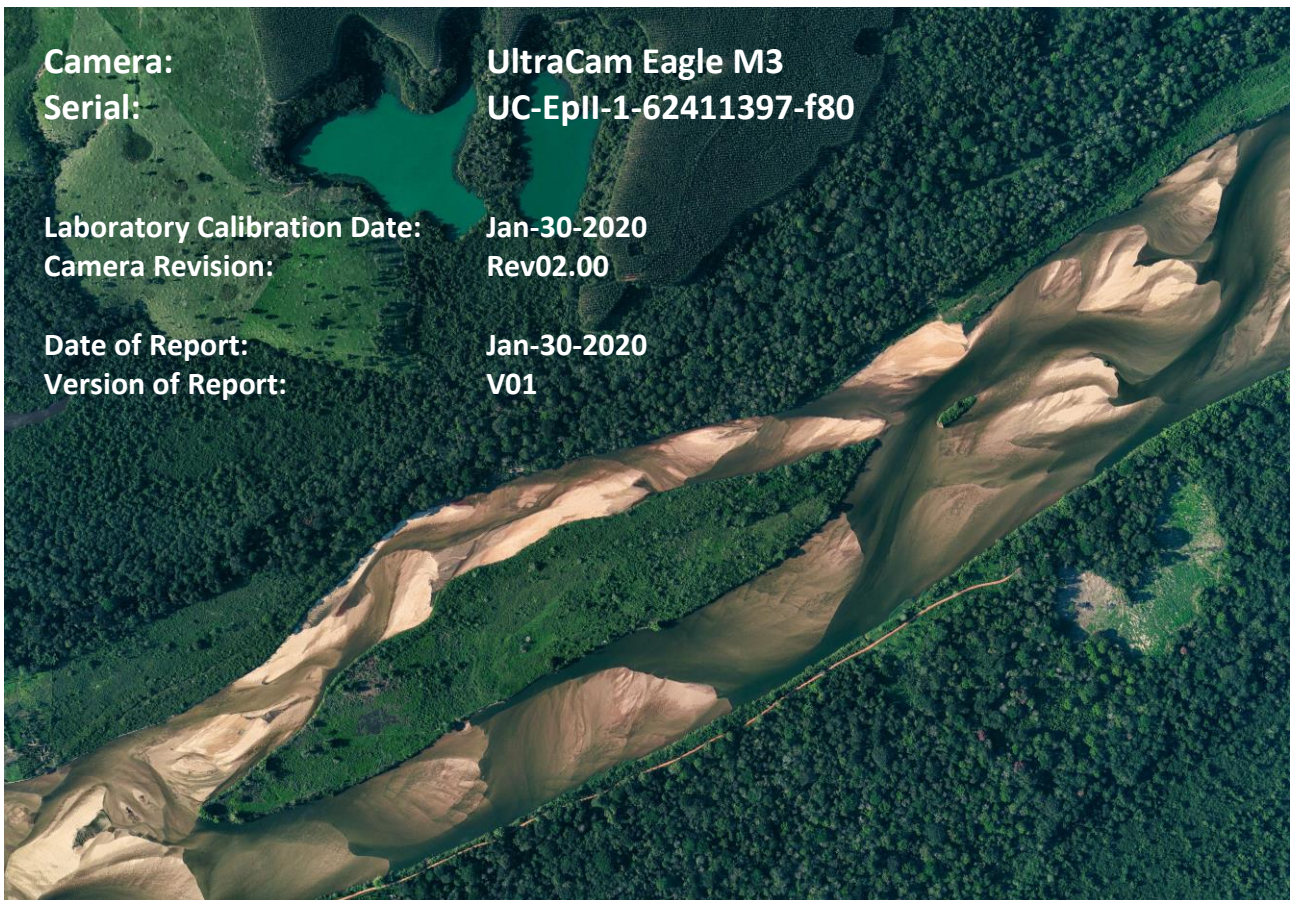 Camera: UltraCam Eagle M3
Serial: UC-EpII-1-62411397-f80
Laboratory Calibration Date: Jan-30-2020
Camera Revision: Rev02.00
Date of Report: Jan-30-2020
Version of Report: V01